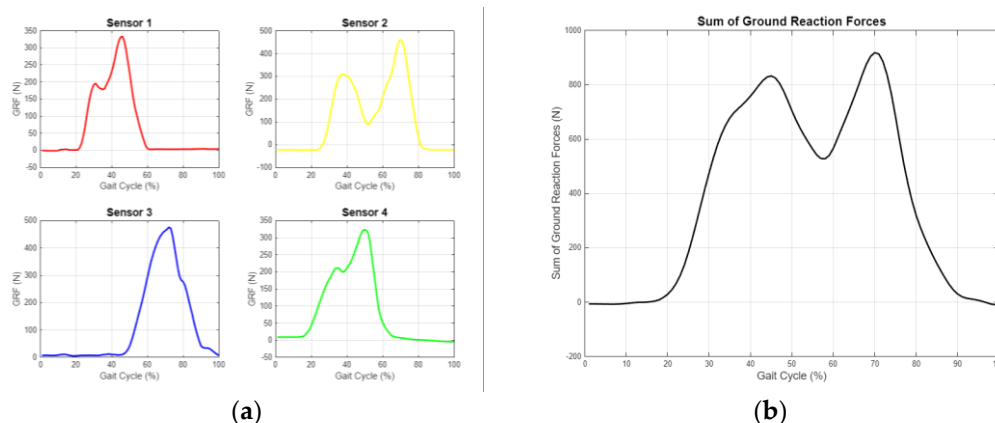 Sensor 1
GRF (N)
350
300
250
200
150
100
50
0
-50
0 20 40 60 80 100
Gait Cycle (%)
Sensor 2
GRF (N)
500
400
300
200
100
0
-100
0 20 40 60 80 100
Gait Cycle (%)
Sensor 3
GRF (N)
500
400
300
200
100
0
0 20 40 60 80 100
Gait Cycle (%)
Sensor 4
GRF (N)
350
300
250
200
150
100
50
0
-50
0 20 40 60 80 100
Gait Cycle (%)
(a)
Sum of Ground Reaction Forces
Sum of Ground Reaction Forces (N)
1000
800
600
400
200
0
-200
0 10 20 30 40 50 60 70 80 90
Gait Cycle (%)
(b)